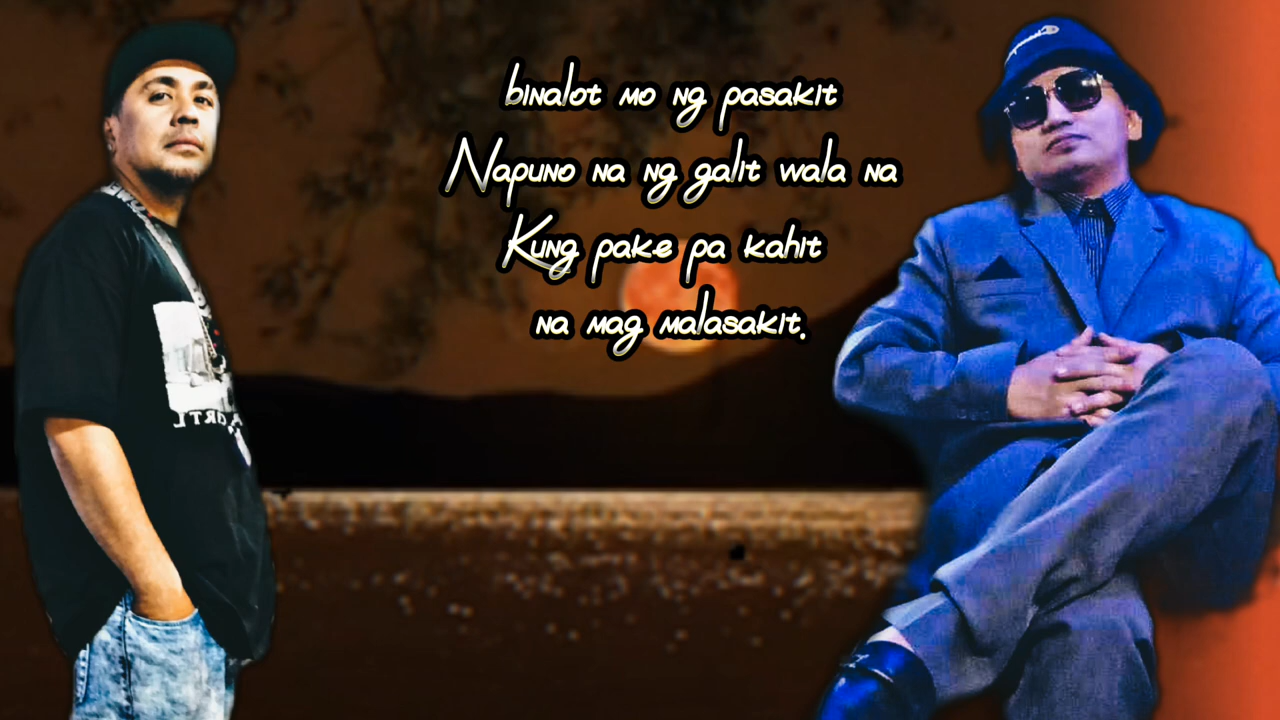 binalot mo ng pasakit
Napuno na ng galit wala na
Kung pake pa kahit
na mag malasakit.